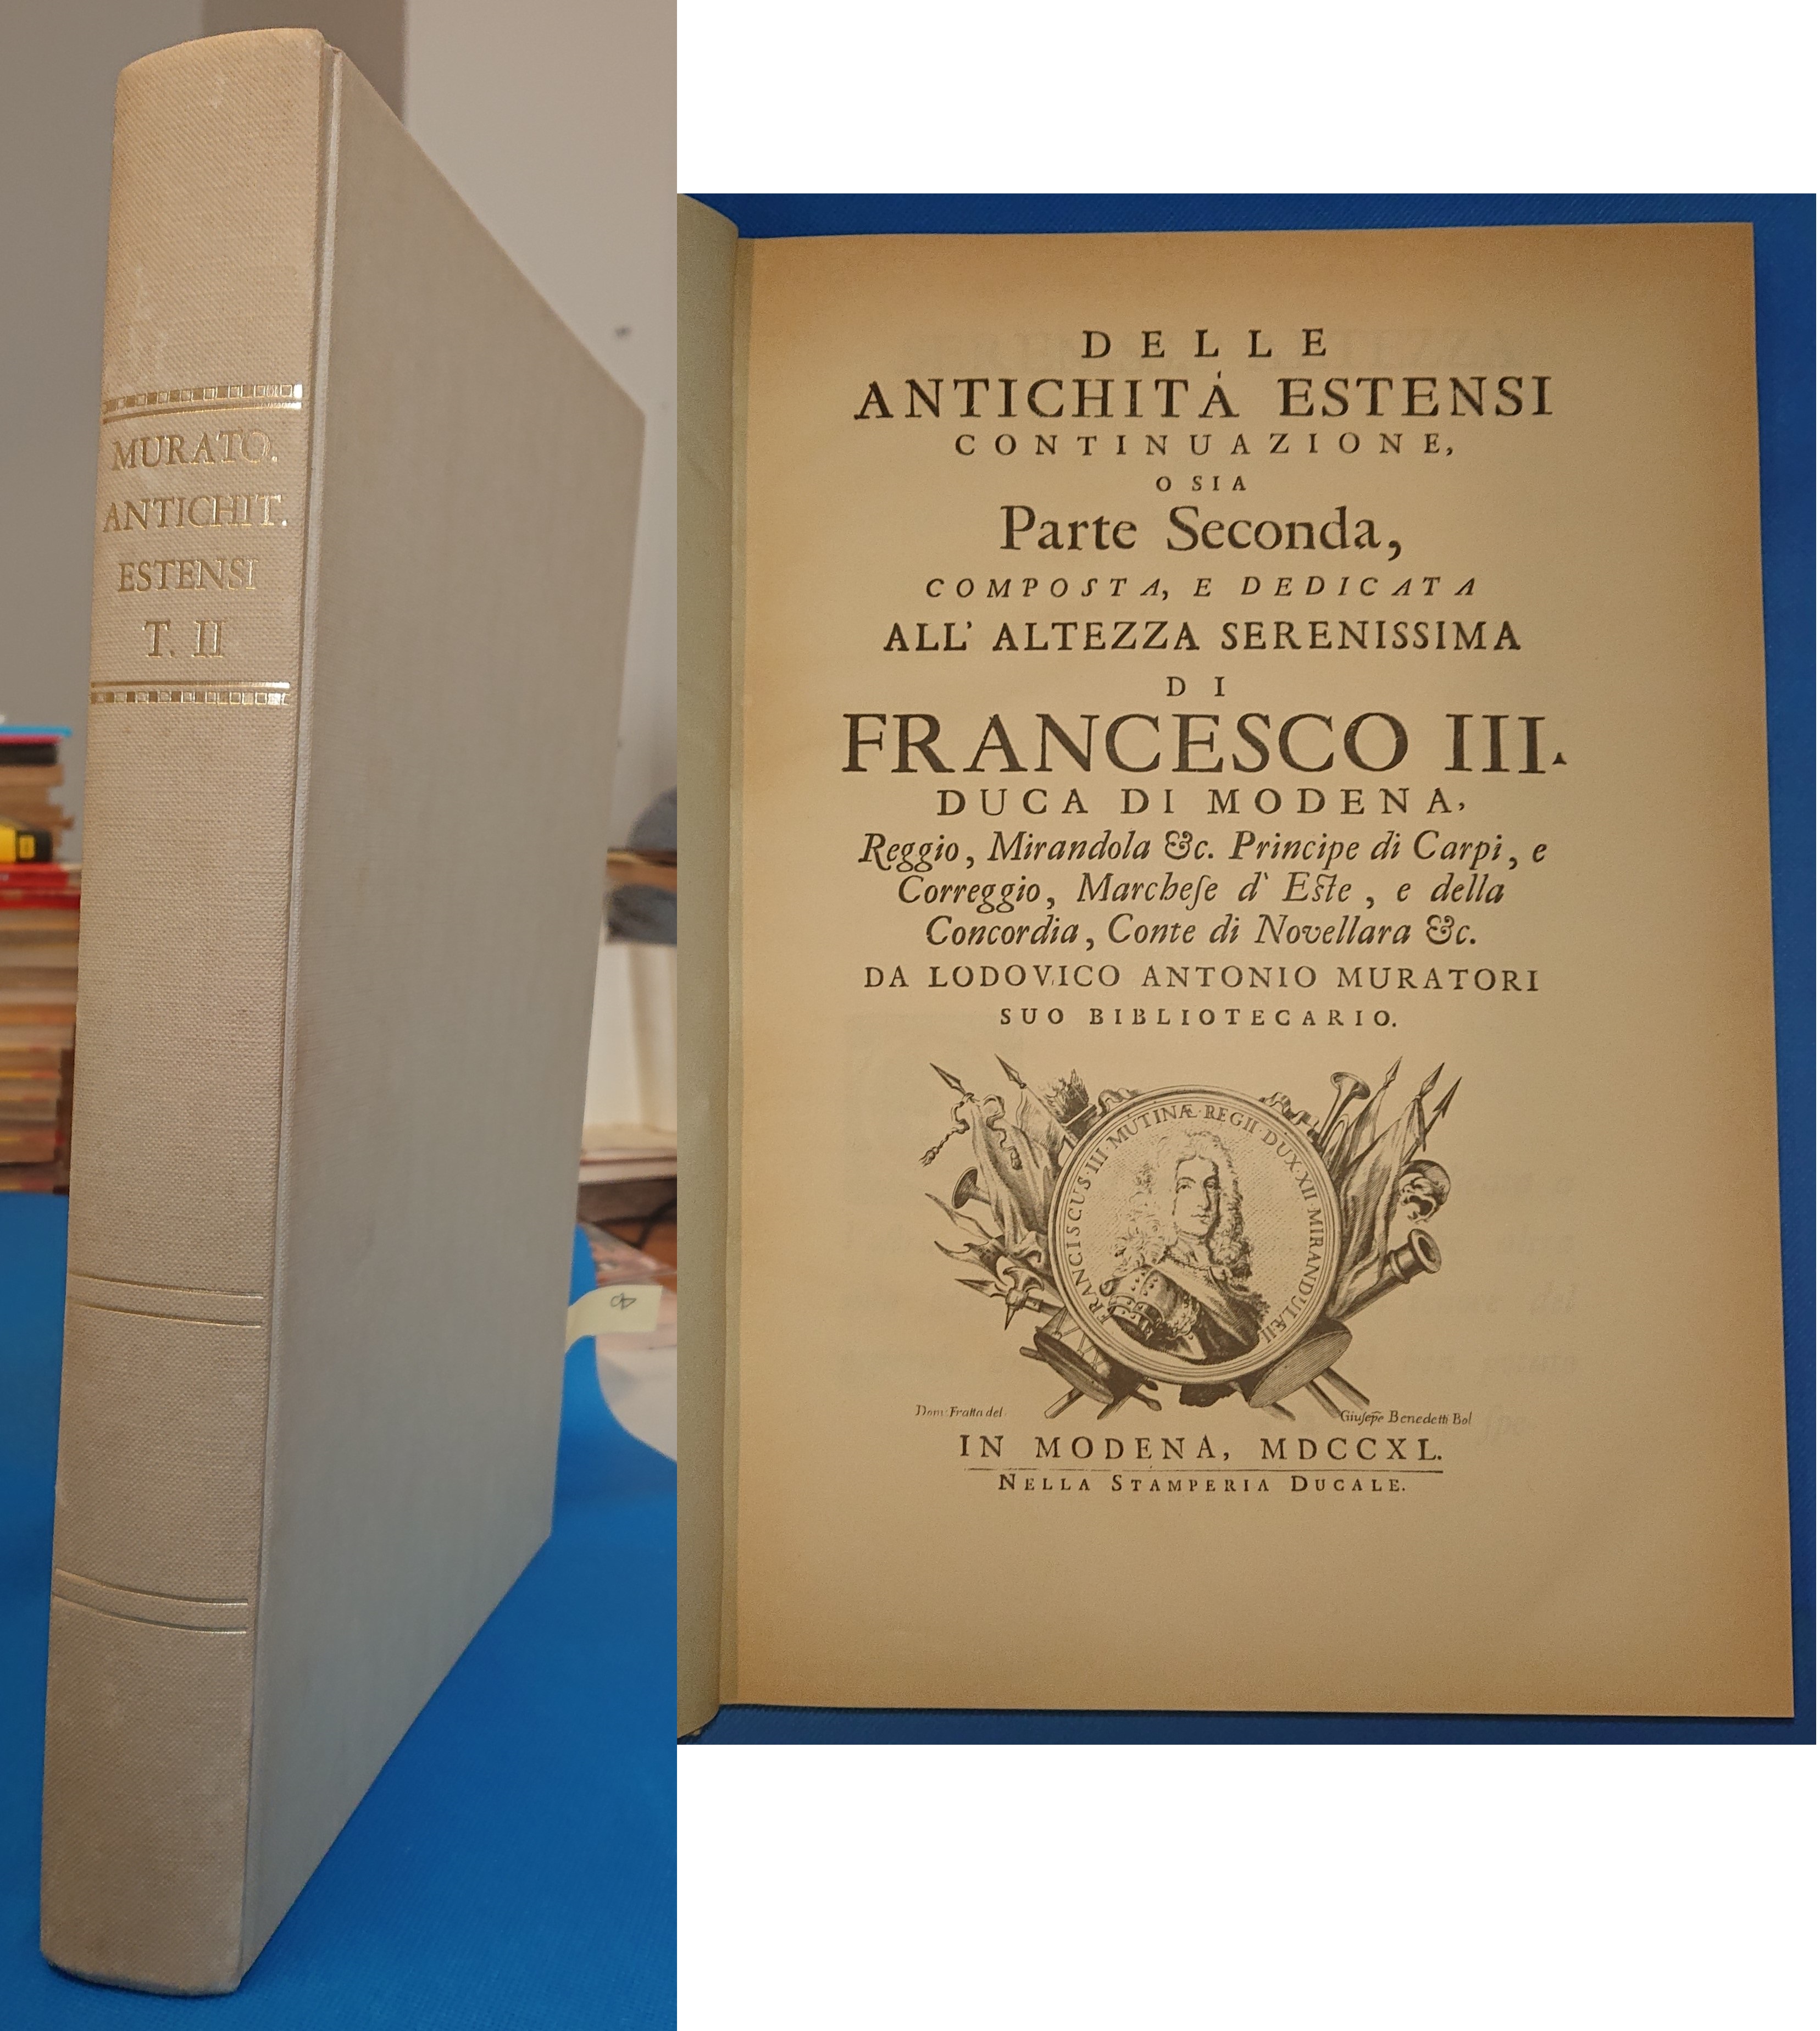 MURATO.
ANTICHIT.
ESTENSI
T. II
DELLE
ANTICHITÀ ESTENSI
CONTINUAZIONE,
O SIA
Parte Seconda,
COMPOSTA, E DEDICATA
ALL' ALTEZZA SERENISSIMA
DI
FRANCESCO III.
DUCA DI MODENA,
Reggio, Mirandola &c. Principe di Carpi, e
Correggio, Marcheſe d' Eſte, e della
Concordia, Conte di Novellara &c.
DA LODOVICO ANTONIO MURATORI
SUO BIBLIOTECARIO.
FRANCISCUS·III·MUTINÆ·REGII·DUX·XII·MIRANDULÆ II
Dom: Fratta del
Giuſepe Benedetti Bol
IN MODENA, MDCCXL.
NELLA STAMPERIA DUCALE.